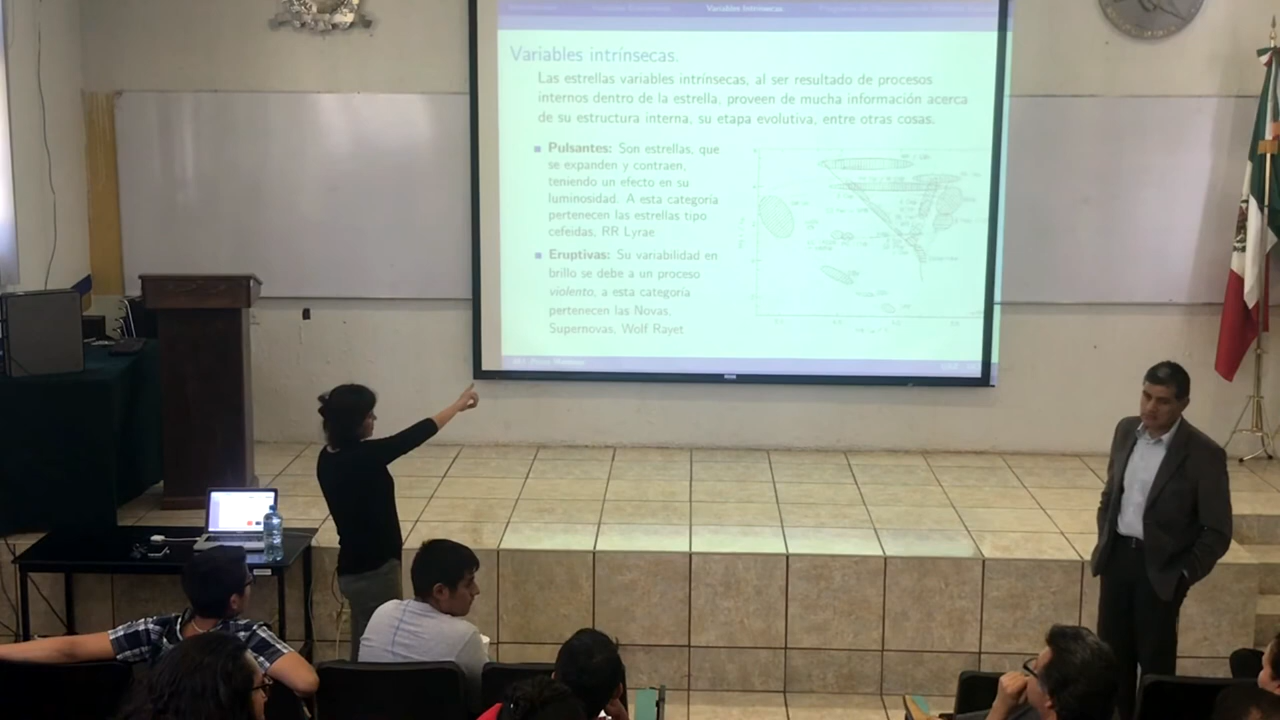 Variables Intrínsecas
Variables intrínsecas.
Las estrellas variables intrínsecas, al ser resultado de procesos
internos dentro de la estrella, proveen de mucha información acerca
de su estructura interna, su etapa evolutiva, entre otras cosas.
Pulsantes: Son estrellas, que
se expanden y contraen,
teniendo un efecto en su
luminosidad. A esta categoría
pertenecen las estrellas tipo
cefeidas, RR Lyrae
Eruptivas: Su variabilidad en
brillo se debe a un proceso
violento, a esta categoría
pertenecen las Novas,
Supernovas, Wolf Rayet